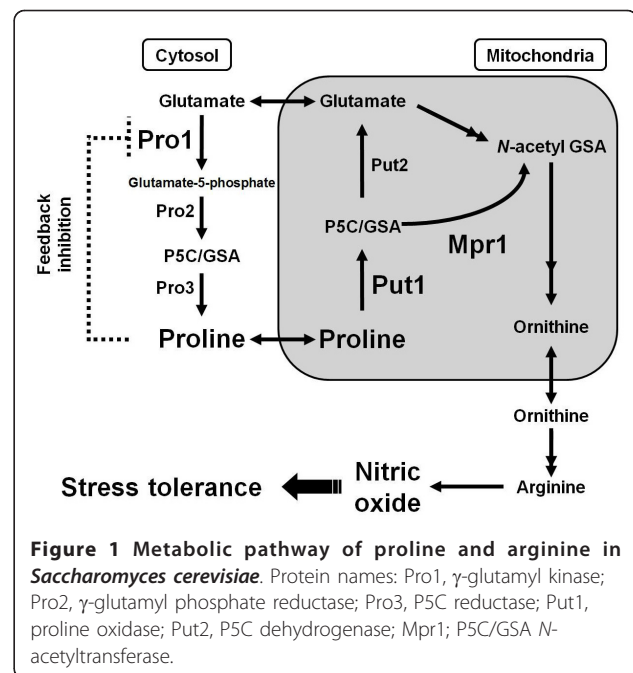 Cytosol
Mitochondria
Glutamate
Glutamate
Pro1
N-acetyl GSA
Put2
Glutamate-5-phosphate
Feedback
inhibition
Pro2
P5C/GSA
P5C/GSA
Mpr1
Pro3
Put1
Proline
Proline
Ornithine
Ornithine
Stress tolerance
Nitric
oxide
Arginine
Figure 1 Metabolic pathway of proline and arginine in
Saccharomyces cerevisiae. Protein names: Pro1, γ-glutamyl kinase;
Pro2, γ-glutamyl phosphate reductase; Pro3, P5C reductase; Put1,
proline oxidase; Put2, P5C dehydrogenase; Mpr1; P5C/GSA N-
acetyltransferase.